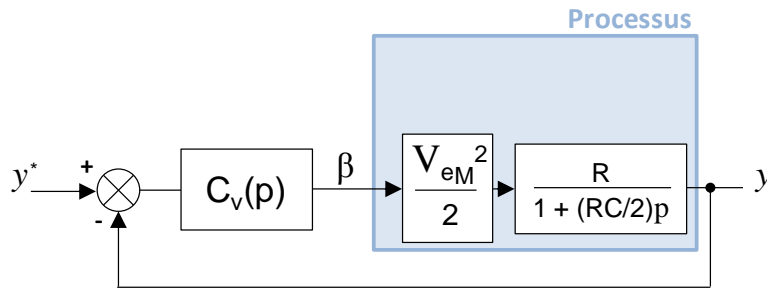 Processus
y*
+
-
Cv(p)
β
VeM²
2
R
1 + (RC/2)p
y